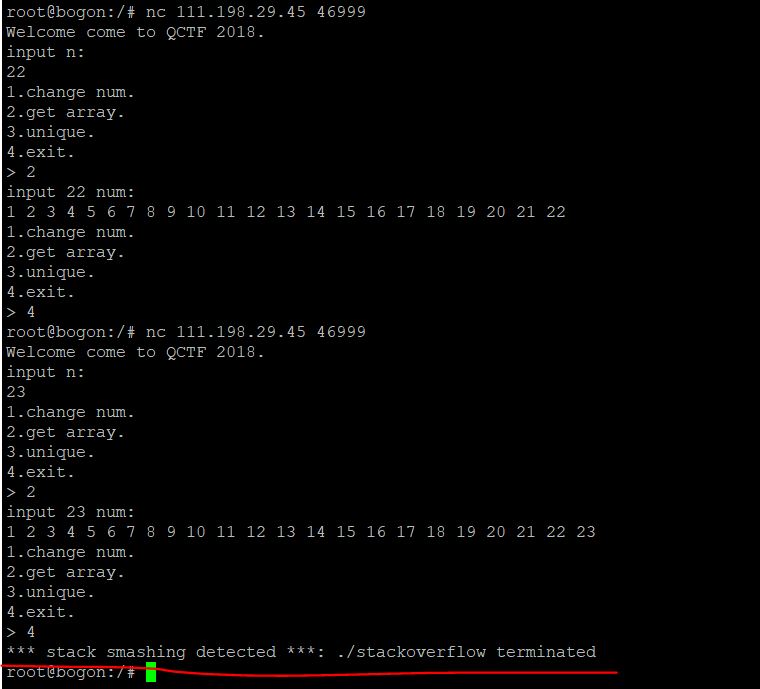 root@bogon:/# nc 111.198.29.45 46999
Welcome come to QCTF 2018.
input n:
22
1.change num.
2.get array.
3.unique.
4.exit.
> 2
input 22 num:
1 2 3 4 5 6 7 8 9 10 11 12 13 14 15 16 17 18 19 20 21 22
1.change num.
2.get array.
3.unique.
4.exit.
> 4
root@bogon:/# nc 111.198.29.45 46999
Welcome come to QCTF 2018.
input n:
23
1.change num.
2.get array.
3.unique.
4.exit.
> 2
input 23 num:
1 2 3 4 5 6 7 8 9 10 11 12 13 14 15 16 17 18 19 20 21 22 23
1.change num.
2.get array.
3.unique.
4.exit.
> 4
*** stack smashing detected ***: ./stackoverflow terminated
root@bogon:/#